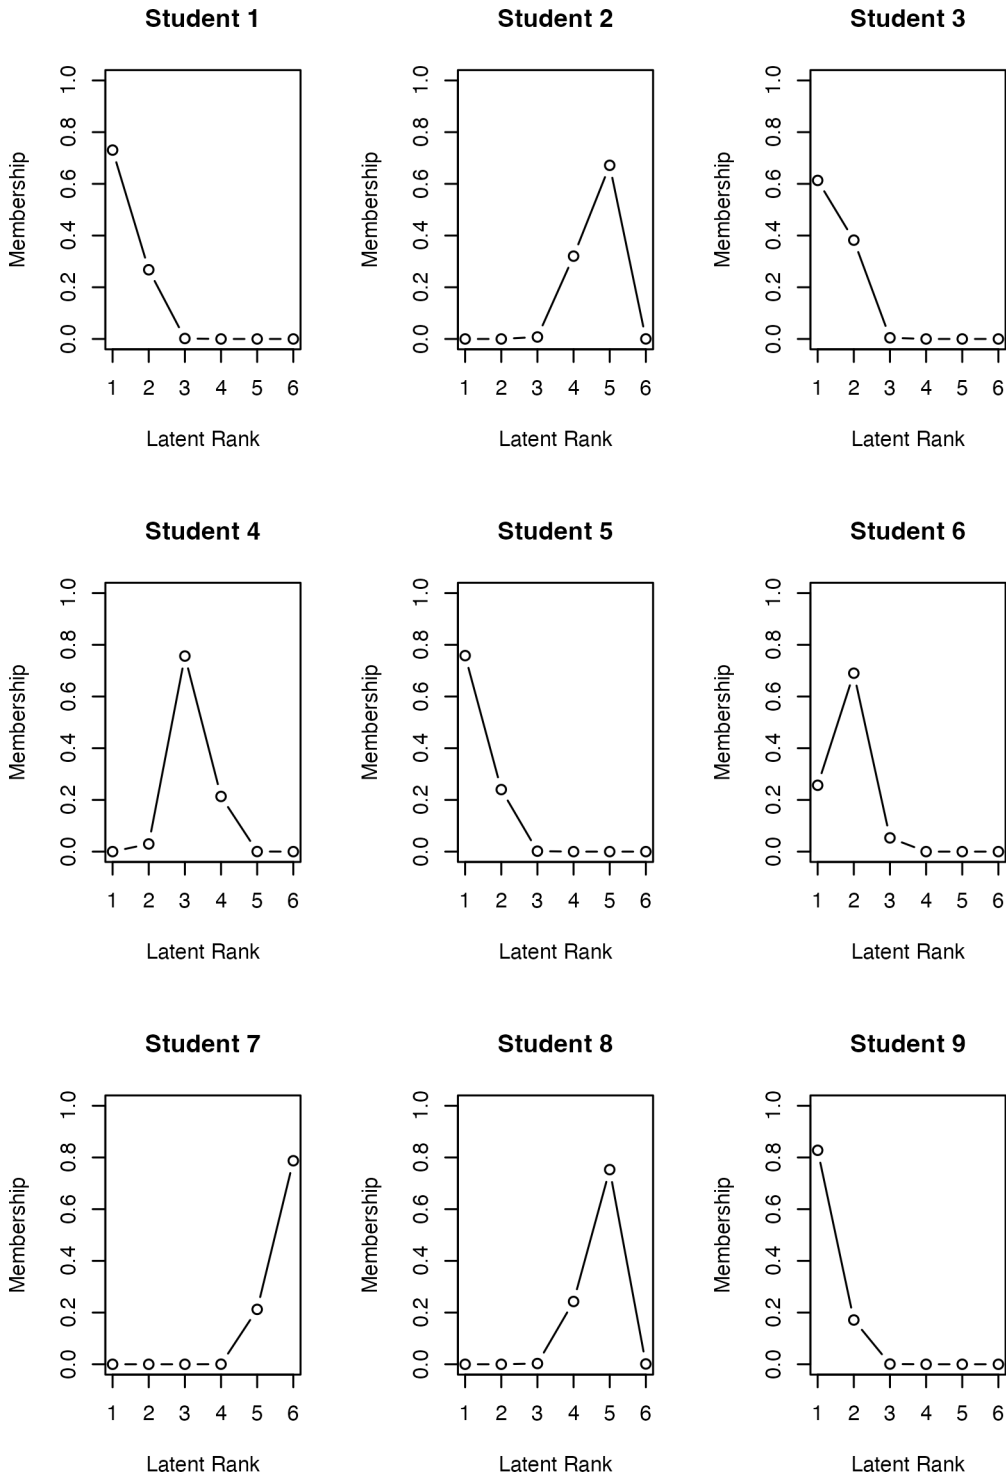 Student 1
Membership
0.0 0.2 0.4 0.6 0.8 1.0
1 2 3 4 5 6
Latent Rank
Student 2
Membership
0.0 0.2 0.4 0.6 0.8 1.0
1 2 3 4 5 6
Latent Rank
Student 3
Membership
0.0 0.2 0.4 0.6 0.8 1.0
1 2 3 4 5 6
Latent Rank
Student 4
Membership
0.0 0.2 0.4 0.6 0.8 1.0
1 2 3 4 5 6
Latent Rank
Student 5
Membership
0.0 0.2 0.4 0.6 0.8 1.0
1 2 3 4 5 6
Latent Rank
Student 6
Membership
0.0 0.2 0.4 0.6 0.8 1.0
1 2 3 4 5 6
Latent Rank
Student 7
Membership
0.0 0.2 0.4 0.6 0.8 1.0
1 2 3 4 5 6
Latent Rank
Student 8
Membership
0.0 0.2 0.4 0.6 0.8 1.0
1 2 3 4 5 6
Latent Rank
Student 9
Membership
0.0 0.2 0.4 0.6 0.8 1.0
1 2 3 4 5 6
Latent Rank